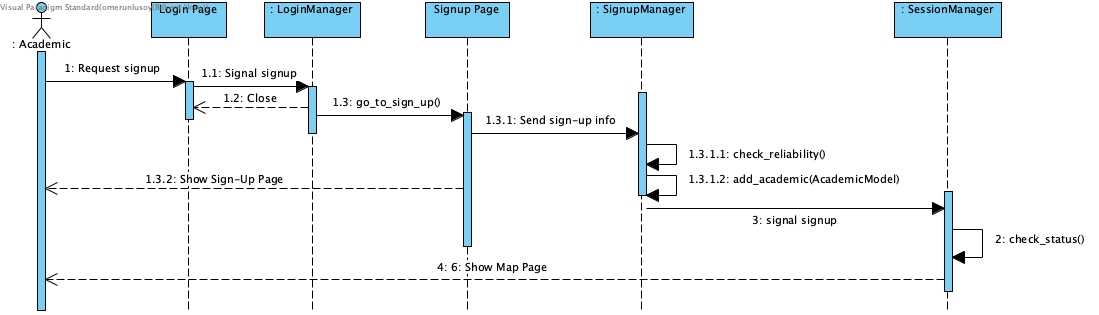 Visual Paradigm Standard(omerunlusoy(Bilkent
Login Page
: LoginManager
Signup Page
: SignupManager
: SessionManager
: Academic
1: Request signup
1.1: Signal signup
1.2: Close
1.3: go_to_sign_up()
1.3.1: Send sign-up info
1.3.1.1: check_reliability()
1.3.2: Show Sign-Up Page
1.3.1.2: add_academic(AcademicModel)
3: signal signup
2: check_status()
4: 6: Show Map Page